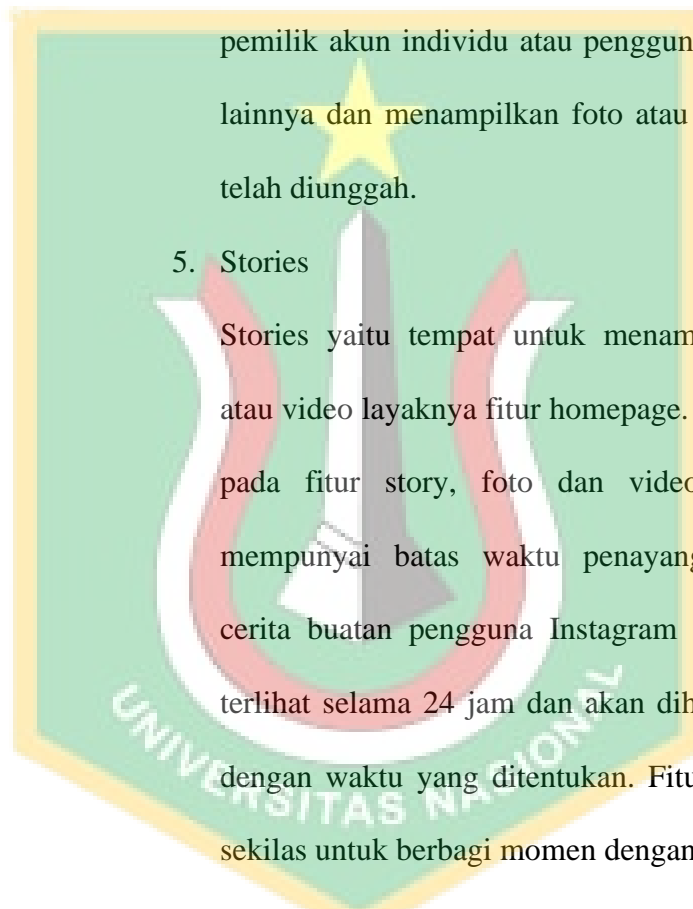 pemilik akun individu atau penggun
lainnya dan menampilkan foto atau
telah diunggah.
5. Stories
Stories yaitu tempat untuk menam
atau video layaknya fitur homepage.
pada fitur story, foto dan video
mempunyai batas waktu penayang
cerita buatan pengguna Instagram
terlihat selama 24 jam dan akan dih
dengan waktu yang ditentukan. Fitu
sekilas untuk berbagi momen dengan
UNIVERSITAS NASIONAL